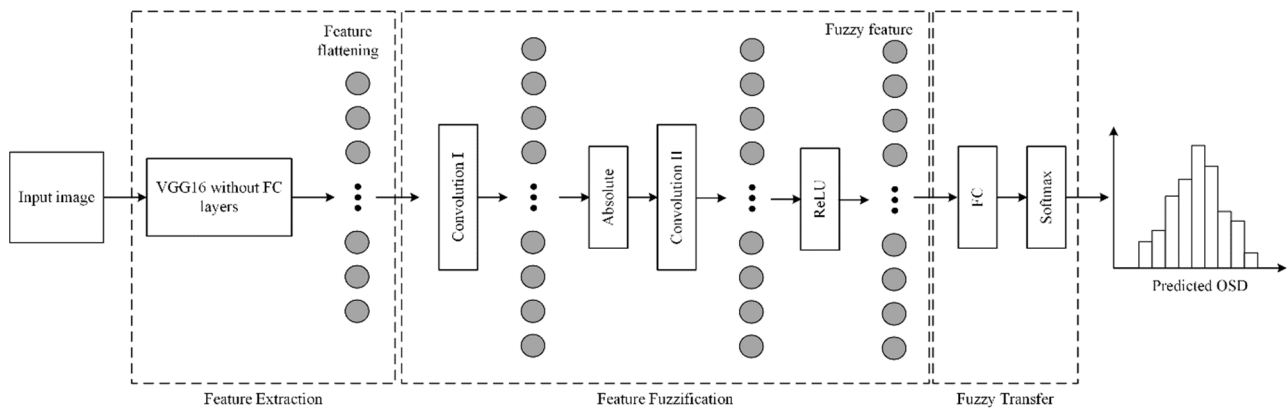 Feature
flattening
Fuzzy feature
Input image
VGG16 without FC
layers
Convolution I
Absolute
Convolution II
ReLU
FC
Softmax
Predicted OSD
Feature Extraction
Feature Fuzzification
Fuzzy Transfer